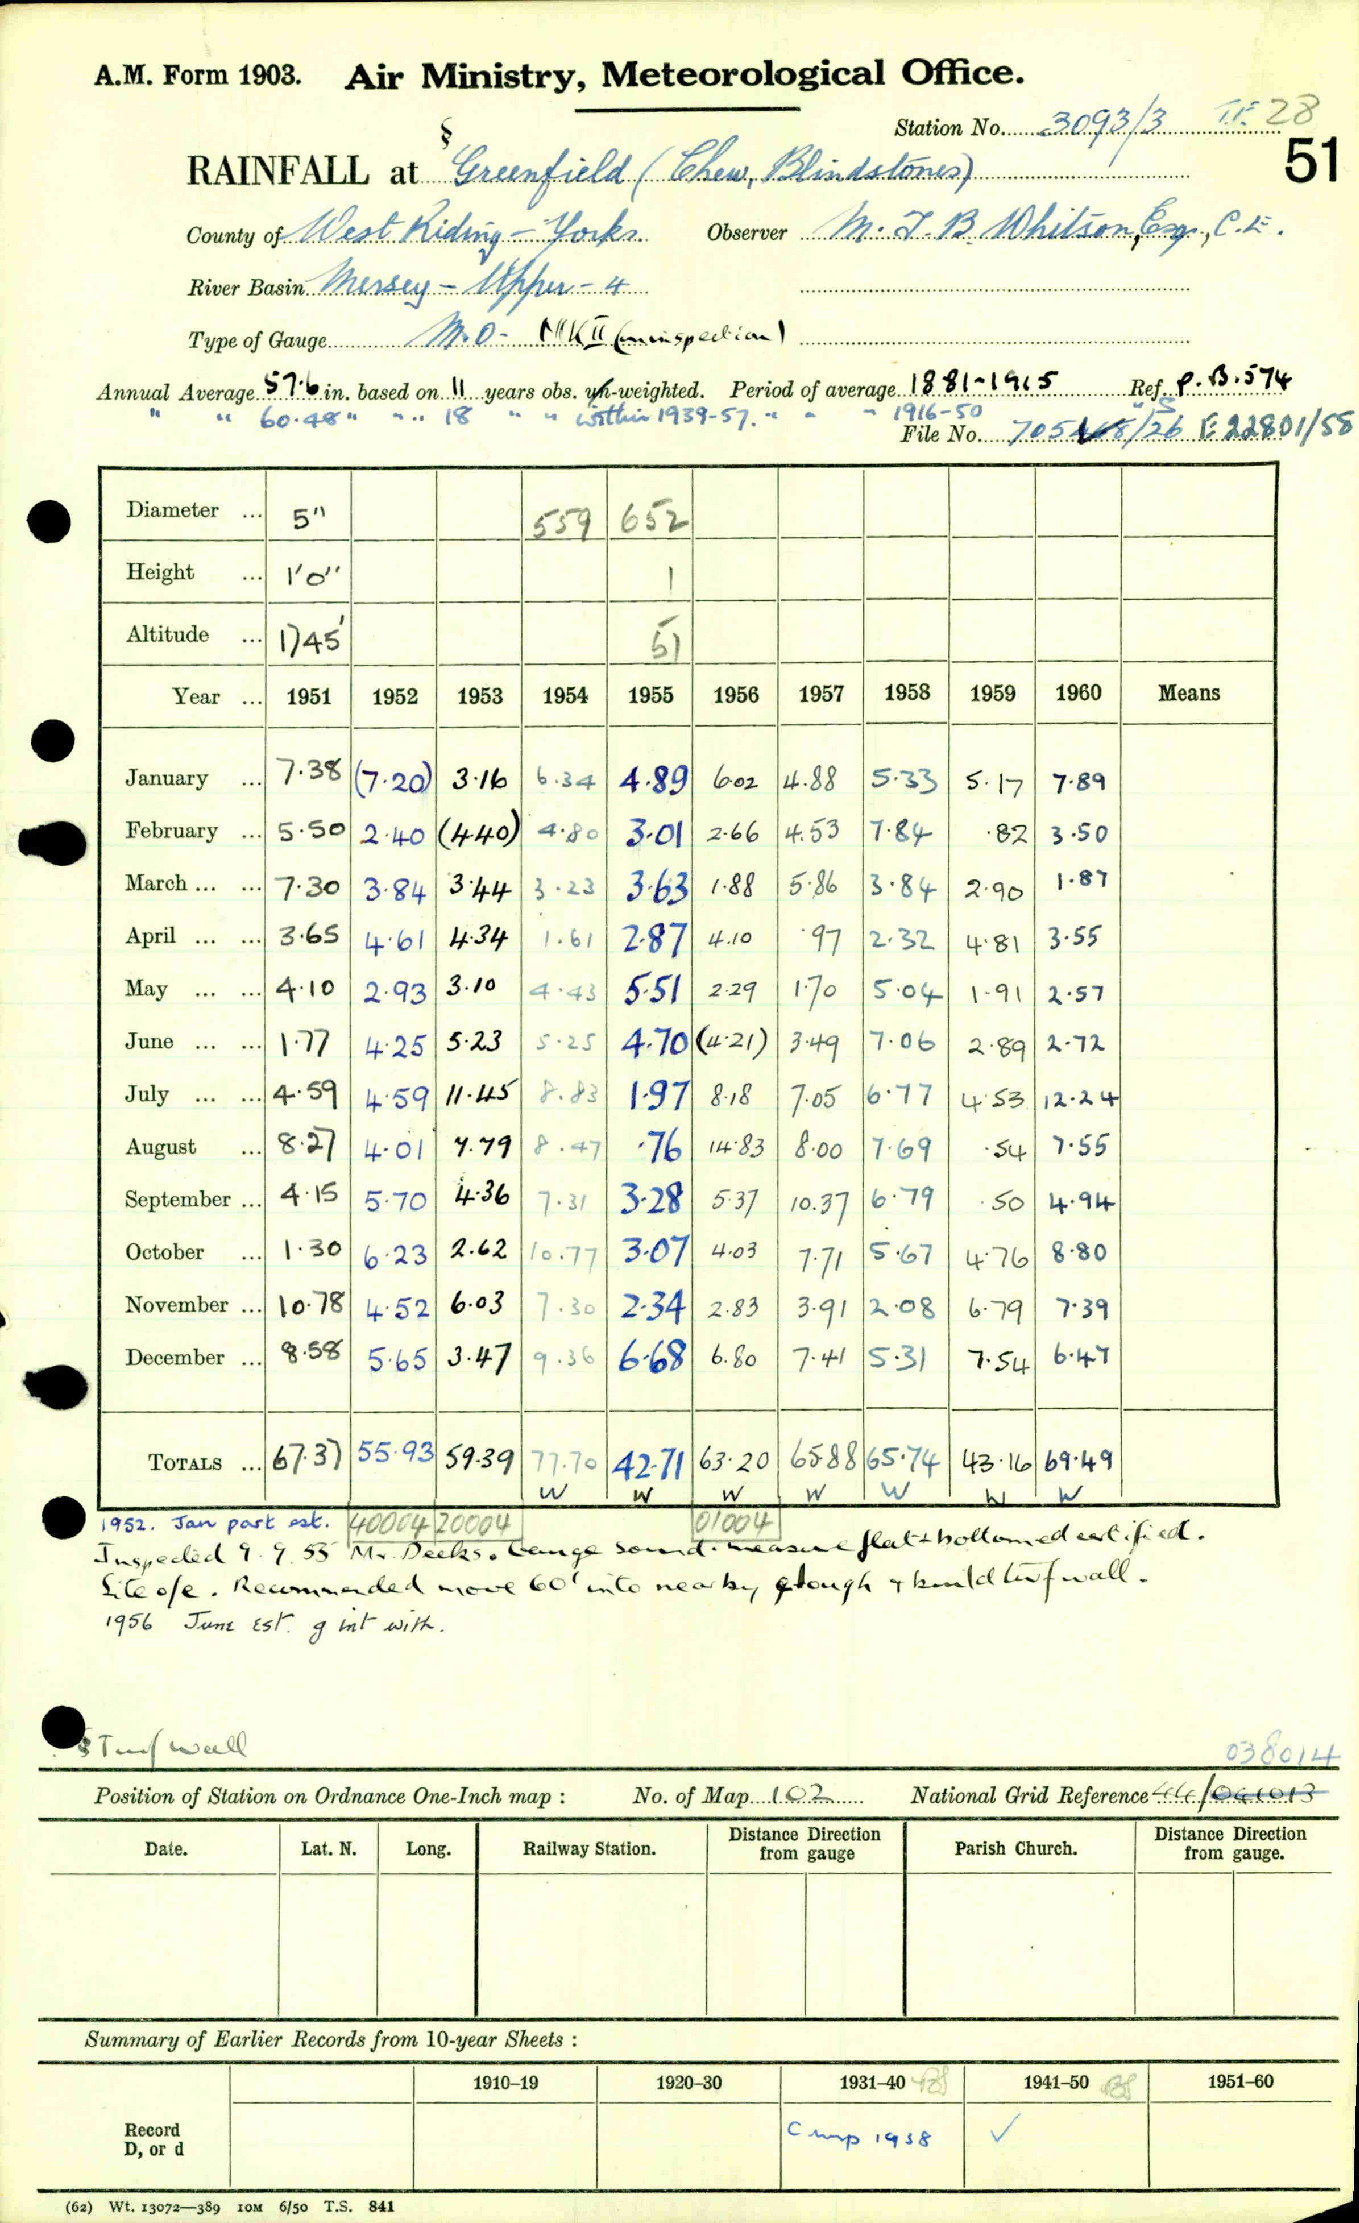 A.M. Form 1903. Air Ministry, Meteorological Office.
Station No. 3093/3 28
51
§
RAINFALL at Greenfield (Chew, Blindstones)
County of West Riding - Yorks. Observer M. T. B. Whitson, Esq., C.E.
River Basin Mersey - Upper - 4
Type of Gauge M.O. MK II (on inspection)
Annual Average 57.6 in. based on 11 years obs. un-weighted. Period of average 1881-1915 Ref. P.B.574
" " 60.48 " " " 18 " " within 1939-57. " " " 1916-50
File No. /26 E 22801/58
Diameter ... 5" 559 652
Height ... 1'0" 1
Altitude ... 1745' 51
Year ... 1951 1952 1953 1954 1955 1956 1957 1958 1959 1960 Means
January ... 7.38 (7.20) 3.16 6.34 4.89 6.02 4.88 5.33 5.17 7.89
February ... 5.50 2.40 (4.40) 4.80 3.01 2.66 4.53 7.84 .82 3.50
March ... ... 7.30 3.84 3.44 3.23 3.63 1.88 5.86 3.84 2.90 1.87
April ... ... 3.65 4.61 4.34 1.61 2.87 4.10 .97 2.32 4.81 3.55
May ... ... 4.10 2.93 3.10 4.43 5.51 2.29 1.70 5.04 1.91 2.57
June ... ... 1.77 4.25 5.23 5.25 4.70 (4.21) 3.49 7.06 2.89 2.72
July ... ... 4.59 4.59 11.45 8.83 1.97 8.18 7.05 6.77 4.53 12.24
August ... 8.27 4.01 7.79 8.47 .76 14.83 8.00 7.69 .54 7.55
September ... 4.15 5.70 4.36 7.31 3.28 5.37 10.37 6.79 .50 4.94
October ... 1.30 6.23 2.62 10.77 3.07 4.03 7.71 5.67 4.76 8.80
November ... 10.78 4.52 6.03 7.30 2.34 2.83 3.91 2.08 6.79 7.39
December ... 8.58 5.65 3.47 9.36 6.68 6.80 7.41 5.31 7.54 6.47
TOTALS ... 67.37 55.93 59.39 77.70 42.71 63.20 65.88 65.74 43.16 69.49
W W W W W W W
1952. Jan part est. 40004 20004 01004
Inspected 9.9.55 Mr. Deeks. Gauge sound. measure flat bottomed certified.
Site o/e. Recommended move 60' into nearby clough & build turf wall.
1956 June Est. g int with.
§ Turf wall
038014
Position of Station on Ordnance One-Inch map : No. of Map 102 National Grid Reference 44/041013
Date. Lat. N. Long. Railway Station. Distance from Direction gauge Parish Church. Distance from Direction gauge.
Summary of Earlier Records from 10-year Sheets :
1910-19 1920-30 1931-40 1941-50 1951-60
Record D, or d Cmp 1938 ✓
(62) Wt. 13072—389 10M 6/50 T.S. 841